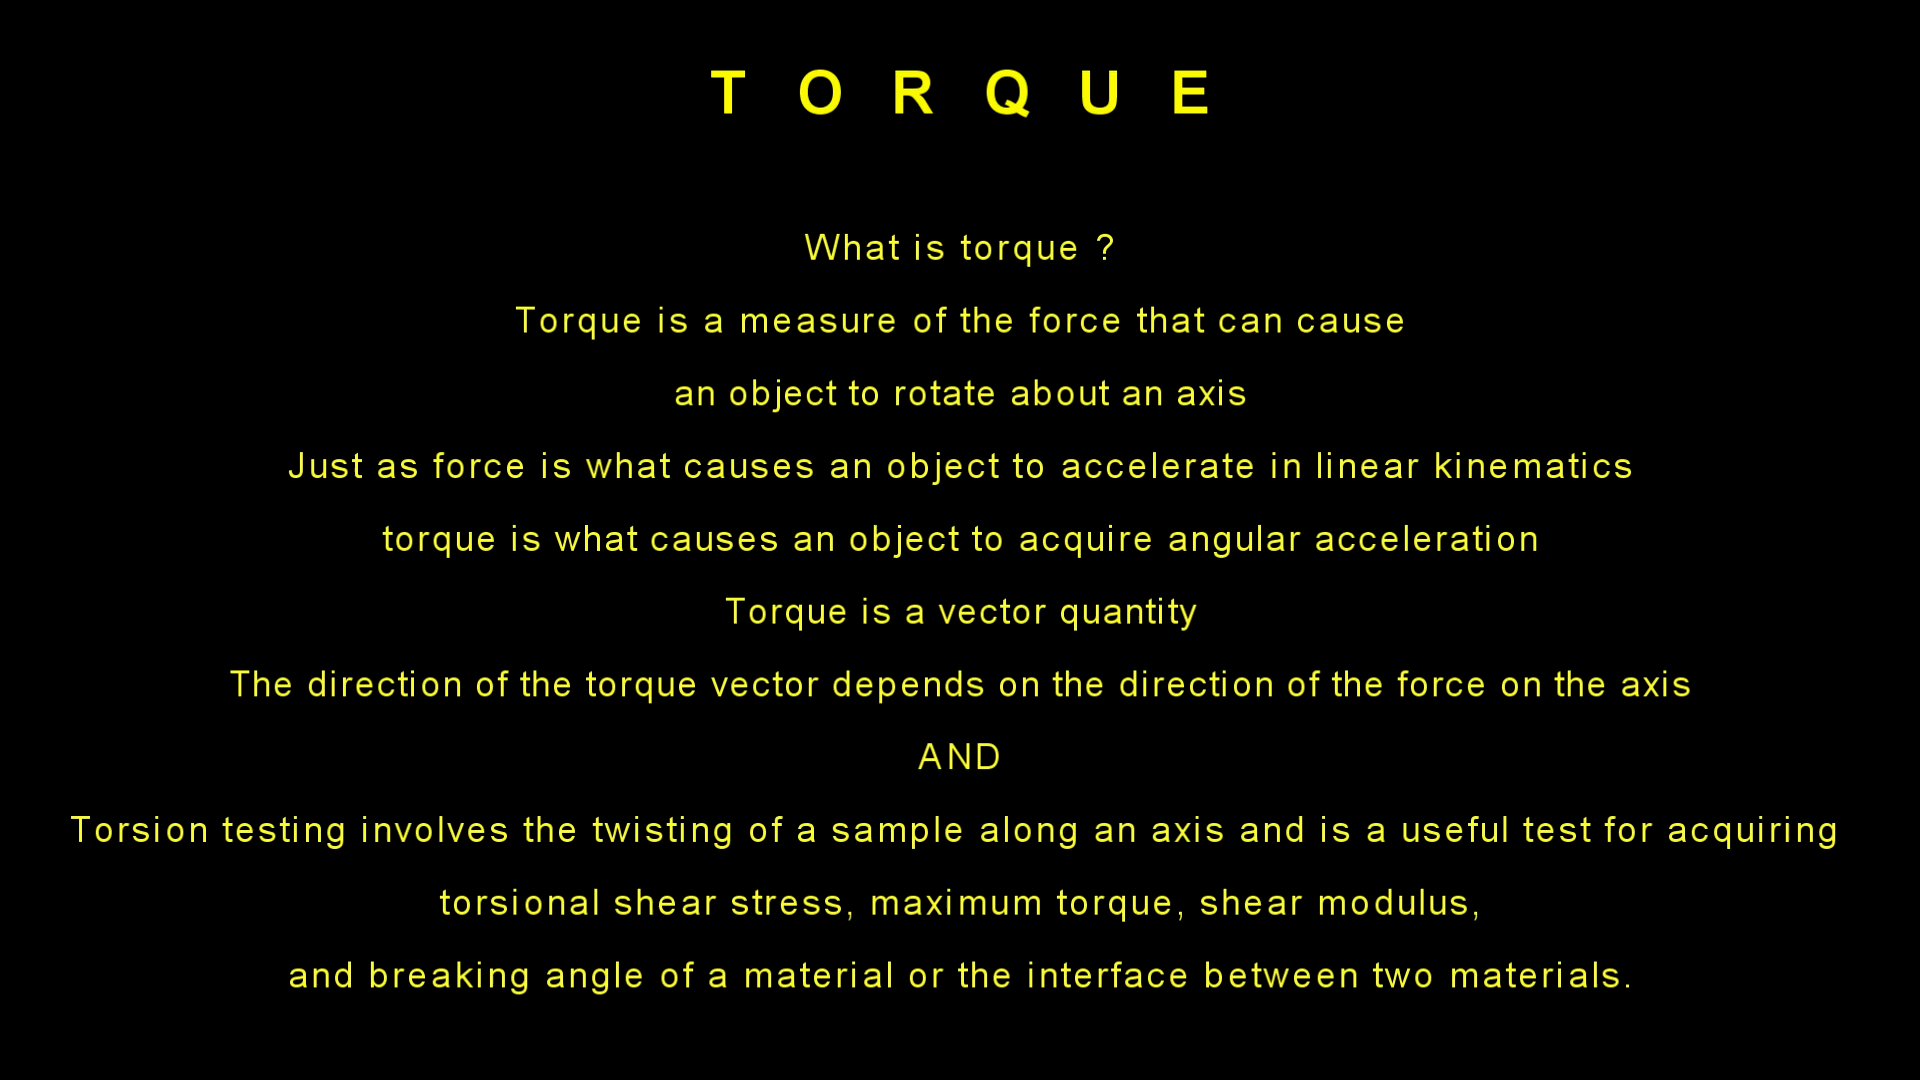 T O R Q U E
What is torque ?
Torque is a measure of the force that can cause
an object to rotate about an axis
Just as force is what causes an object to accelerate in linear kinematics
torque is what causes an object to acquire angular acceleration
Torque is a vector quantity
The direction of the torque vector depends on the direction of the force on the axis
AND
Torsion testing involves the twisting of a sample along an axis and is a useful test for acquiring
torsional shear stress, maximum torque, shear modulus,
and breaking angle of a material or the interface between two materials.